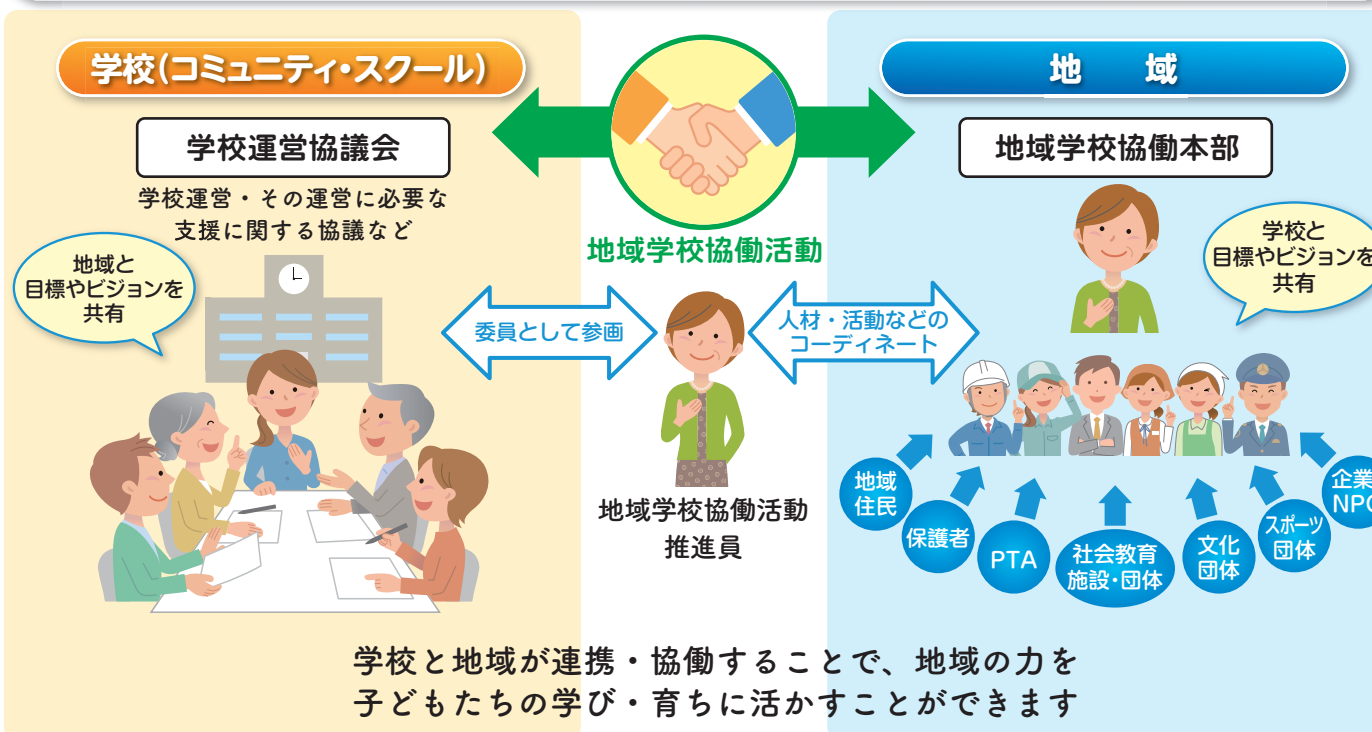 学校(コミュニティ・スクール)
学校運営協議会
学校運営・その運営に必要な
支援に関する協議など
地域と
目標やビジョンを
共有
地域学校協働活動
委員として参画
人材・活動などの
コーディネート
地域学校協働活動
推進員
地　域
地域学校協働本部
学校と
目標やビジョンを
共有
地域
住民
保護者
PTA
社会教育
施設・団体
文化
団体
スポーツ
団体
企業
NPO
学校と地域が連携・協働することで、地域の力を
子どもたちの学び・育ちに活かすことができます